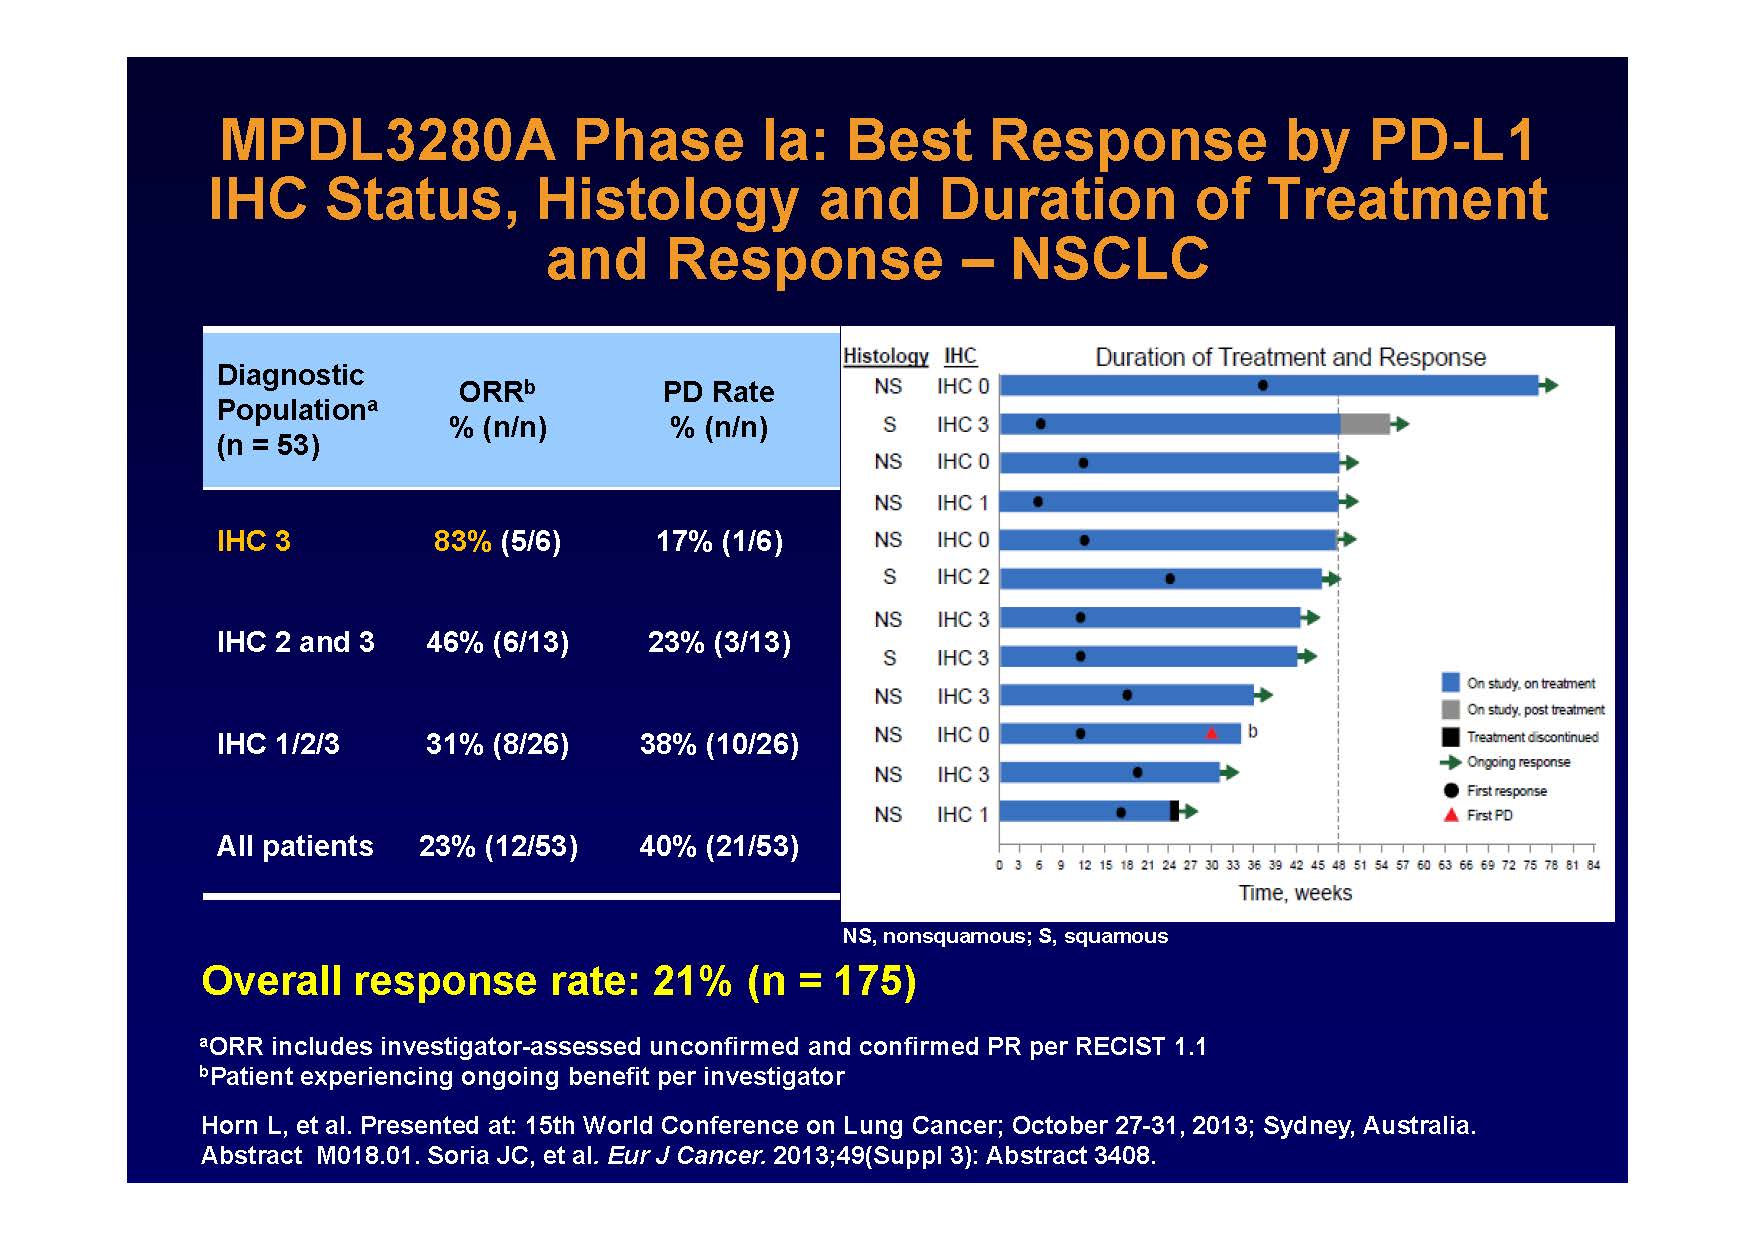 MPDL3280A Phase Ia: Best Response by PD-L1
IHC Status, Histology and Duration of Treatment
and Response – NSCLC
Diagnostic
Populationᵃ
(n = 53)
ORRᵇ
% (n/n)
PD Rate
% (n/n)
IHC 3 83% (5/6) 17% (1/6)
IHC 2 and 3 46% (6/13) 23% (3/13)
IHC 1/2/3 31% (8/26) 38% (10/26)
All patients 23% (12/53) 40% (21/53)
Histology IHC Duration of Treatment and Response
NS IHC 0
S IHC 3
NS IHC 0
NS IHC 1
NS IHC 0
S IHC 2
NS IHC 3
S IHC 3
NS IHC 3
NS IHC 0 b
NS IHC 3
NS IHC 1
On study, on treatment
On study, post treatment
Treatment discontinued
Ongoing response
First response
First PD
0 3 6 9 12 15 18 21 24 27 30 33 36 39 42 45 48 51 54 57 60 63 66 69 72 75 78 81 84
Time, weeks
NS, nonsquamous; S, squamous
Overall response rate: 21% (n = 175)
ᵃORR includes investigator-assessed unconfirmed and confirmed PR per RECIST 1.1
ᵇPatient experiencing ongoing benefit per investigator
Horn L, et al. Presented at: 15th World Conference on Lung Cancer; October 27-31, 2013; Sydney, Australia.
Abstract M018.01. Soria JC, et al. Eur J Cancer. 2013;49(Suppl 3): Abstract 3408.